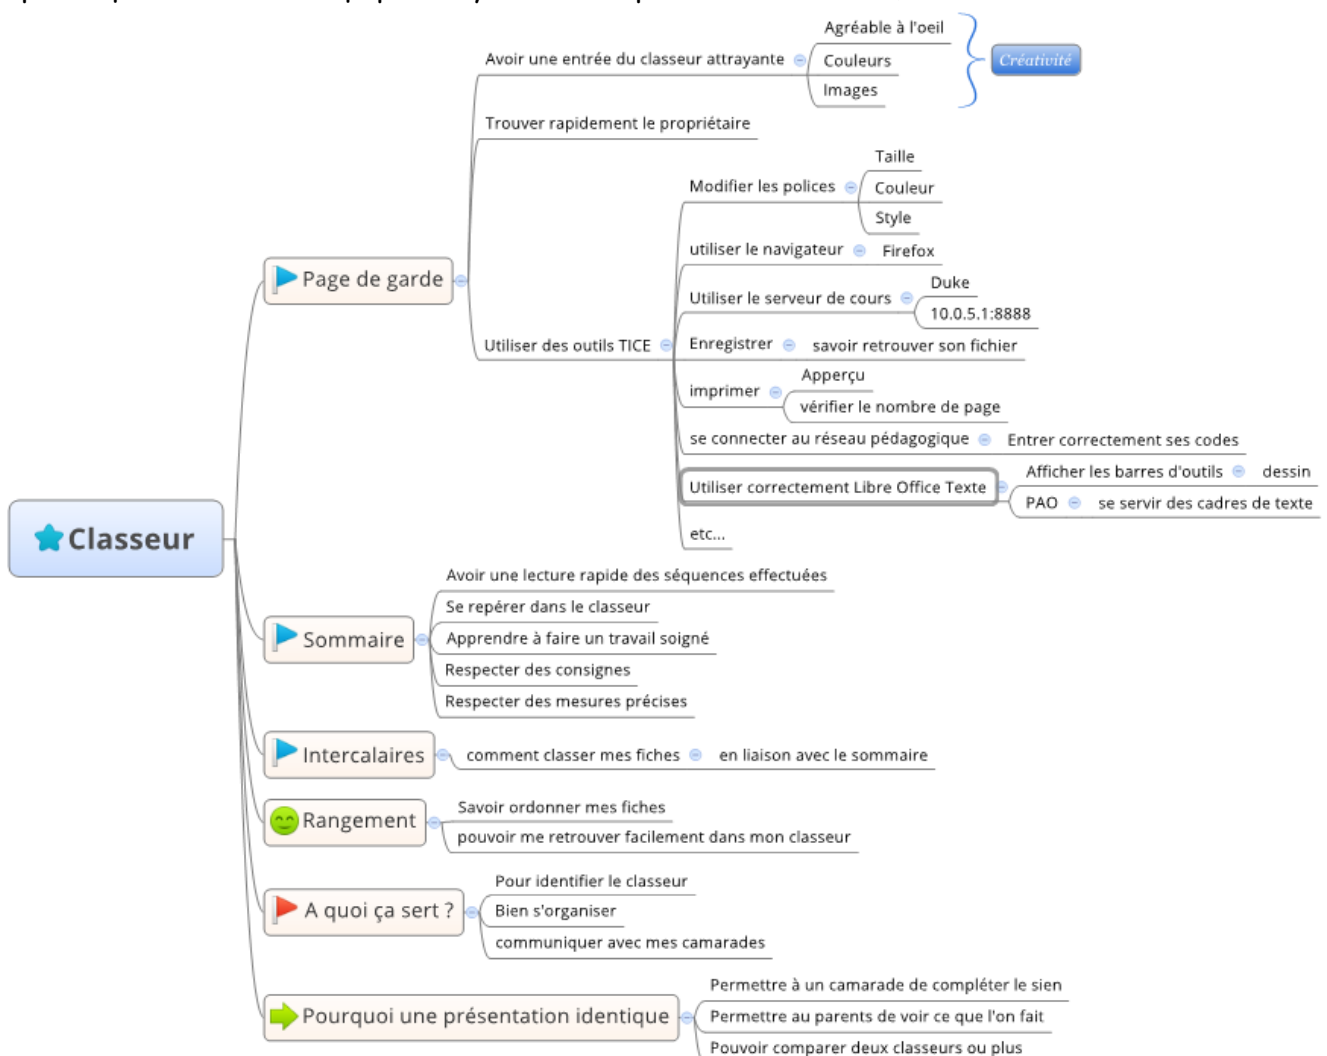 Agréable à l'oeil
Avoir une entrée du classeur attrayante
Couleurs
Créativité
Images
Trouver rapidement le propriétaire
Taille
Modifier les polices
Couleur
Style
utiliser le navigateur
Firefox
Page de garde
Duke
Utiliser le serveur de cours
10.0.5.1:8888
Utiliser des outils TICE
Enregistrer
savoir retrouver son fichier
Apperçu
imprimer
vérifier le nombre de page
se connecter au réseau pédagogique
Entrer correctement ses codes
Afficher les barres d'outils
dessin
Utiliser correctement Libre Office Texte
PAO
se servir des cadres de texte
etc...
Classeur
Avoir une lecture rapide des séquences effectuées
Se repérer dans le classeur
Sommaire
Apprendre à faire un travail soigné
Respecter des consignes
Respecter des mesures précises
Intercalaires
comment classer mes fiches
en liaison avec le sommaire
Rangement
Savoir ordonner mes fiches
pouvoir me retrouver facilement dans mon classeur
A quoi ça sert ?
Pour identifier le classeur
Bien s'organiser
communiquer avec mes camarades
Pourquoi une présentation identique
Permettre à un camarade de compléter le sien
Permettre au parents de voir ce que l'on fait
Pouvoir comparer deux classeurs ou plus